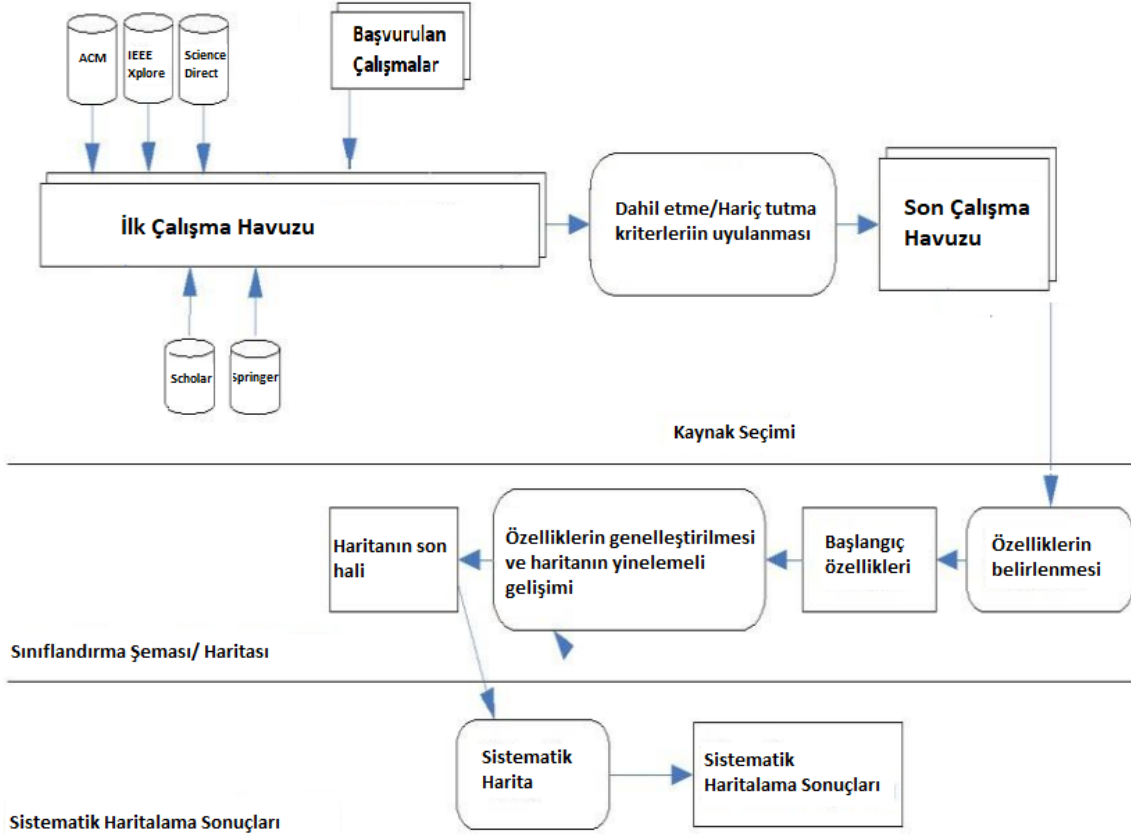 ACM
IEEE
Xplore
Science
Direct
Başvurulan
Çalışmalar
İlk Çalışma Havuzu
Dahil etme/Hariç tutma
kriterleriin uyulanması
Son Çalışma
Havuzu
Scholar
Springer
Kaynak Seçimi
Haritanın son
hali
Özelliklerin genelleştirilmesi
ve haritanın yinelemeli
gelişimi
Başlangıç
özellikleri
Özelliklerin
belirlenmesi
Sınıflandırma Şeması/ Haritası
Sistematik
Harita
Sistematik
Haritalama Sonuçları
Sistematik Haritalama Sonuçları